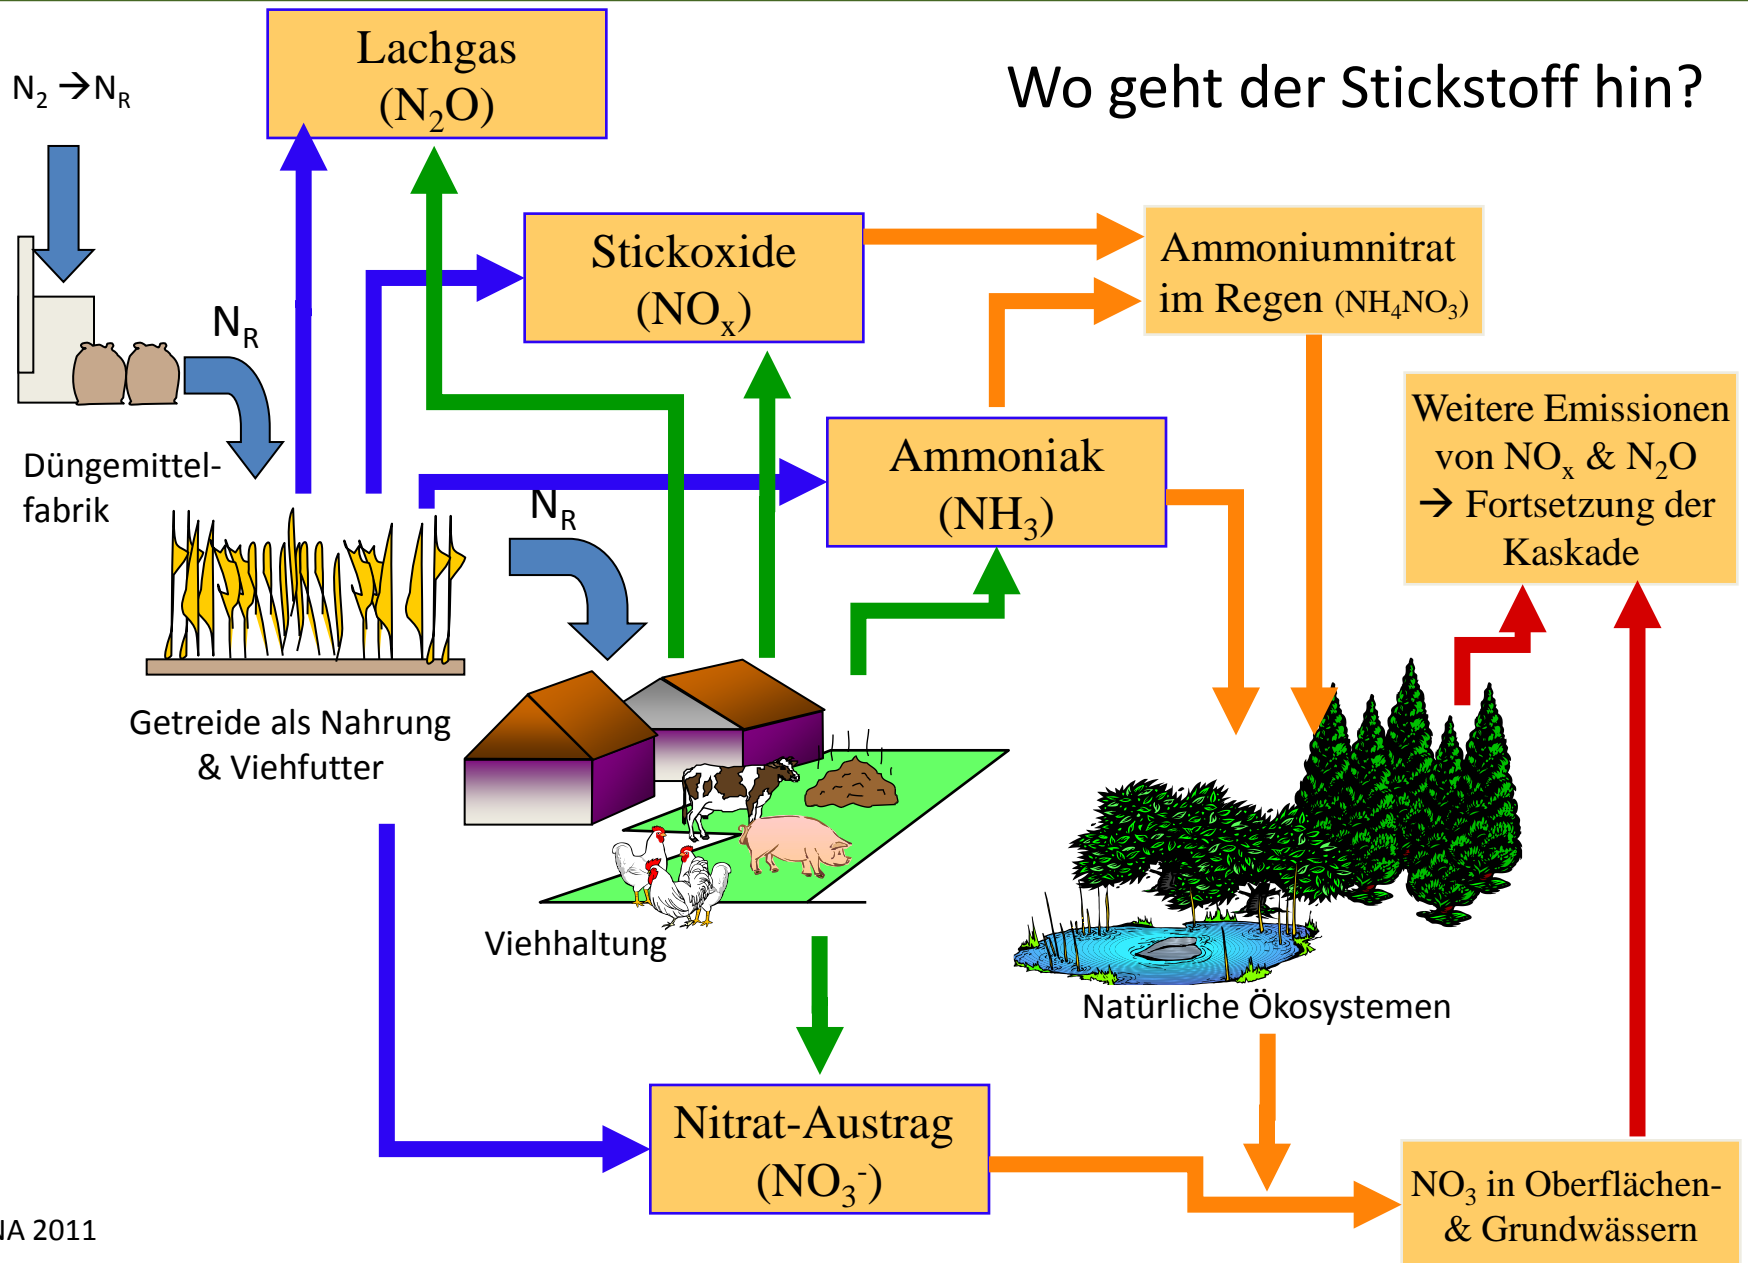 Wo geht der Stickstoff hin?
N₂ →N_R
Lachgas
(N₂O)
Stickoxide
(NOₓ)
Ammoniumnitrat
im Regen (NH₄NO₃)
N_R
Düngemittel-
fabrik
Ammoniak
(NH₃)
Weitere Emissionen
von NOₓ & N₂O
→ Fortsetzung der
Kaskade
N_R
Getreide als Nahrung
& Viehfutter
Viehhaltung
Natürliche Ökosystemen
Nitrat-Austrag
(NO₃⁻)
NO₃ in Oberflächen-
& Grundwässern
NA 2011